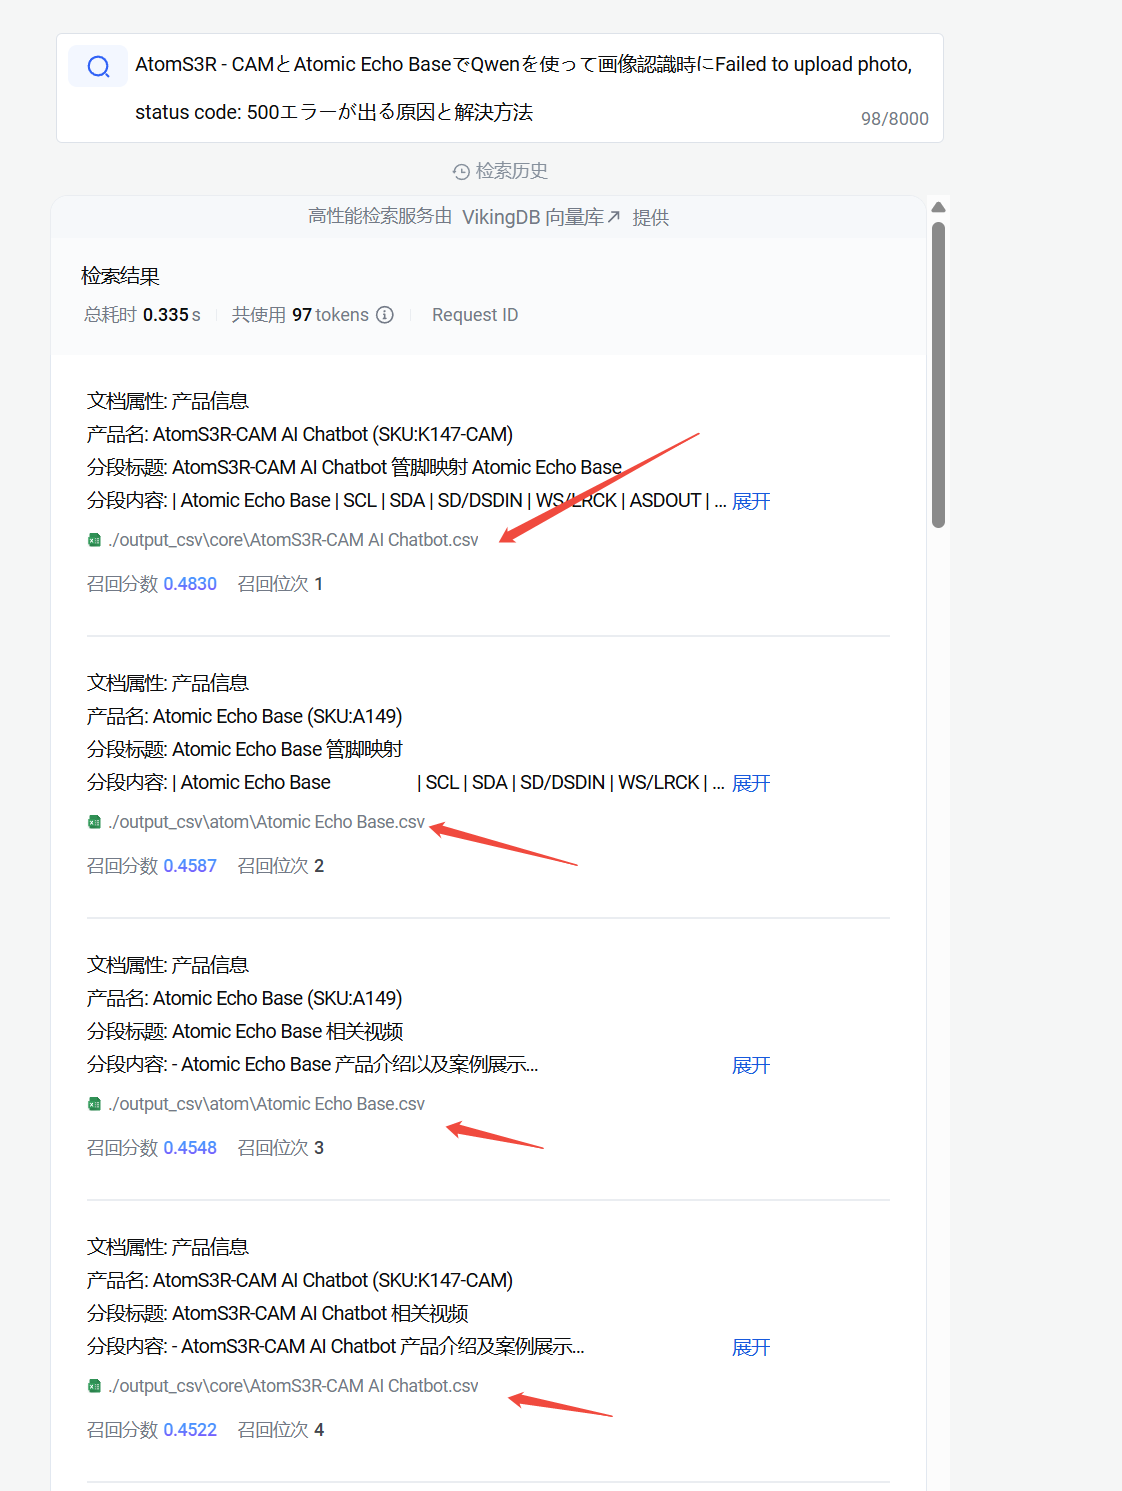 AtomS3R - CAMとAtomic Echo BaseでQwenを使って画像認識時にFailed to upload photo,
status code: 500エラーが出る原因と解決方法
98/8000
检索历史
高性能检索服务由 VikingDB 向量库 提供
检索结果
总耗时 0.335 s 共使用 97 tokens Request ID
文档属性: 产品信息
产品名: AtomS3R-CAM AI Chatbot (SKU:K147-CAM)
分段标题: AtomS3R-CAM AI Chatbot 管脚映射 Atomic Echo Base
分段内容: | Atomic Echo Base | SCL | SDA | SD/DSDIN | WS/LRCK | ASDOUT | ... 展开
./output_csv\core\AtomS3R-CAM AI Chatbot.csv
召回分数 0.4830 召回位次 1
文档属性: 产品信息
产品名: Atomic Echo Base (SKU:A149)
分段标题: Atomic Echo Base 管脚映射
分段内容: | Atomic Echo Base | SCL | SDA | SD/DSDIN | WS/LRCK | ... 展开
./output_csv\atom\Atomic Echo Base.csv
召回分数 0.4587 召回位次 2
文档属性: 产品信息
产品名: Atomic Echo Base (SKU:A149)
分段标题: Atomic Echo Base 相关视频
分段内容: - Atomic Echo Base 产品介绍以及案例展示... 展开
./output_csv\atom\Atomic Echo Base.csv
召回分数 0.4548 召回位次 3
文档属性: 产品信息
产品名: AtomS3R-CAM AI Chatbot (SKU:K147-CAM)
分段标题: AtomS3R-CAM AI Chatbot 相关视频
分段内容: - AtomS3R-CAM AI Chatbot 产品介绍及案例展示... 展开
./output_csv\core\AtomS3R-CAM AI Chatbot.csv
召回分数 0.4522 召回位次 4